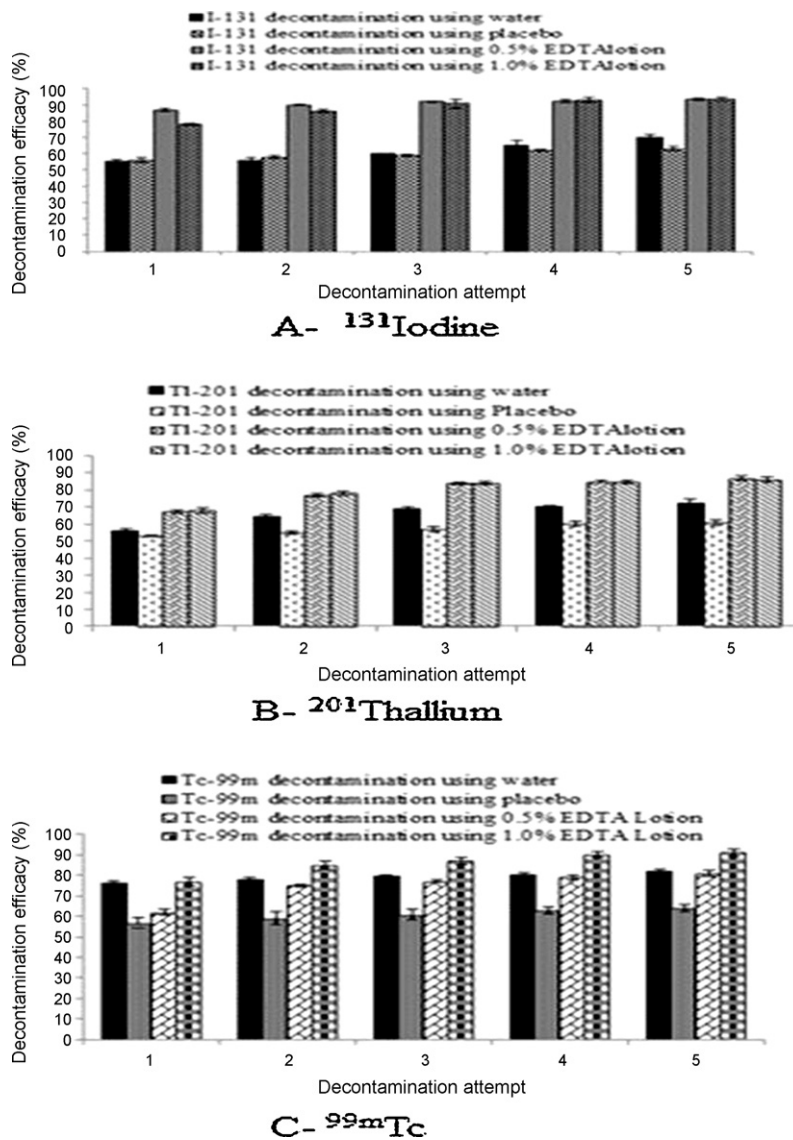 I-131 decontamination using water
I-131 decontamination using placebo
I-131 decontamination using 0.5% EDTAlotion
I-131 decontamination using 1.0% EDTAlotion
Decontamination efficacy (%)
100
90
80
70
60
50
40
30
20
10
0
1 2 3 4 5
Decontamination attempt
A- ¹³¹Iodine
Tl-201 decontamination using water
Tl-201 decontamination using Placebo
Tl-201 decontamination using 0.5% EDTAlotion
Tl-201 decontamination using 1.0% EDTAlotion
Decontamination efficacy (%)
90
80
70
60
50
40
30
20
10
0
1 2 3 4 5
Decontamination attempt
B- ²⁰¹Thallium
Tc-99m decontamination using water
Tc-99m decontamination using placebo
Tc-99m decontamination using 0.5% EDTA Lotion
Tc-99m decontamination using 1.0% EDTA Lotion
Decontamination efficacy (%)
100
90
80
70
60
50
40
30
20
10
0
1 2 3 4 5
Decontamination attempt
C- ⁹⁹ᵐTc